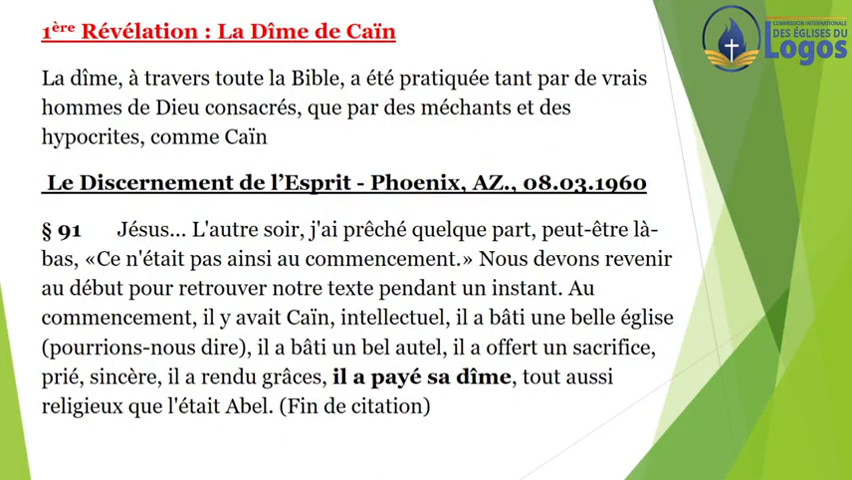 1ère Révélation : La Dîme de Caïn
COMMISSION INTERNATIONALE
DES ÉGLISES DU
Logos
La dîme, à travers toute la Bible, a été pratiquée tant par de vrais
hommes de Dieu consacrés, que par des méchants et des
hypocrites, comme Caïn
Le Discernement de l'Esprit - Phoenix, AZ., 08.03.1960
§ 91 Jésus... L'autre soir, j'ai prêché quelque part, peut-être là-
bas, «Ce n'était pas ainsi au commencement.» Nous devons revenir
au début pour retrouver notre texte pendant un instant. Au
commencement, il y avait Caïn, intellectuel, il a bâti une belle église
(pourrions-nous dire), il a bâti un bel autel, il a offert un sacrifice,
prié, sincère, il a rendu grâces, il a payé sa dîme, tout aussi
religieux que l'était Abel. (Fin de citation)